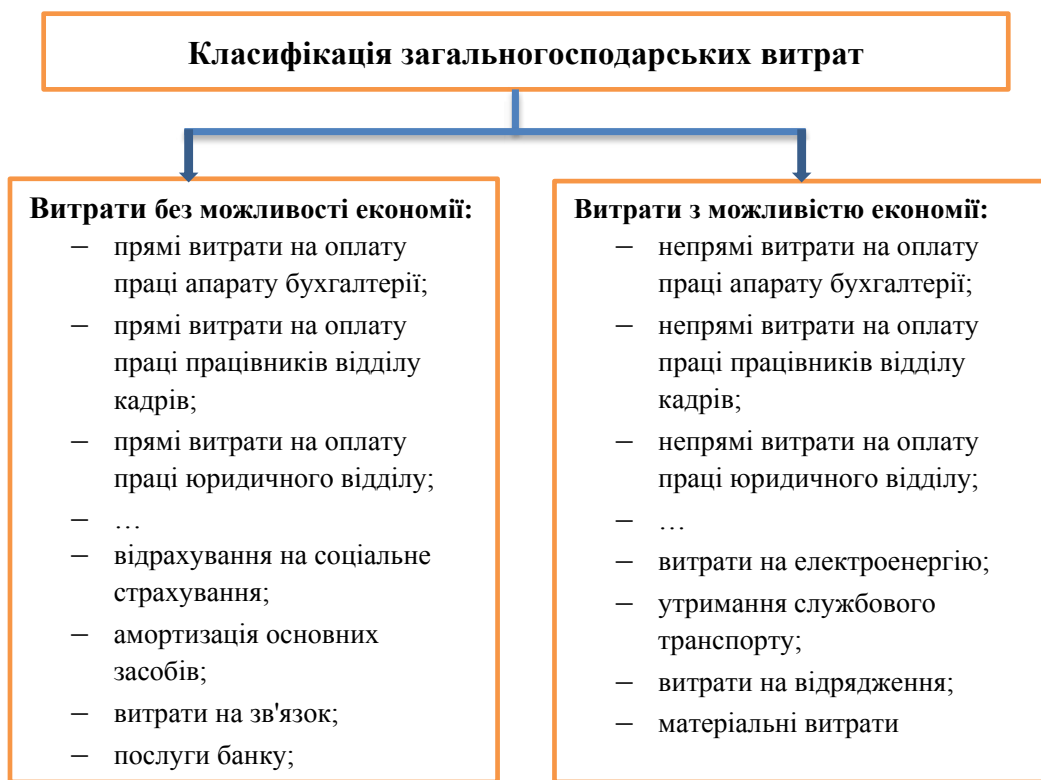 Класифікація загальногосподарських витрат
Витрати без можливості економії:
– прямі витрати на оплату
праці апарату бухгалтерії;
– прямі витрати на оплату
праці працівників відділу
кадрів;
– прямі витрати на оплату
праці юридичного відділу;
– …
– відрахування на соціальне
страхування;
– амортизація основних
засобів;
– витрати на зв'язок;
– послуги банку;
Витрати з можливістю економії:
– непрямі витрати на оплату
праці апарату бухгалтерії;
– непрямі витрати на оплату
праці працівників відділу
кадрів;
– непрямі витрати на оплату
праці юридичного відділу;
– …
– витрати на електроенергію;
– утримання службового
транспорту;
– витрати на відрядження;
– матеріальні витрати